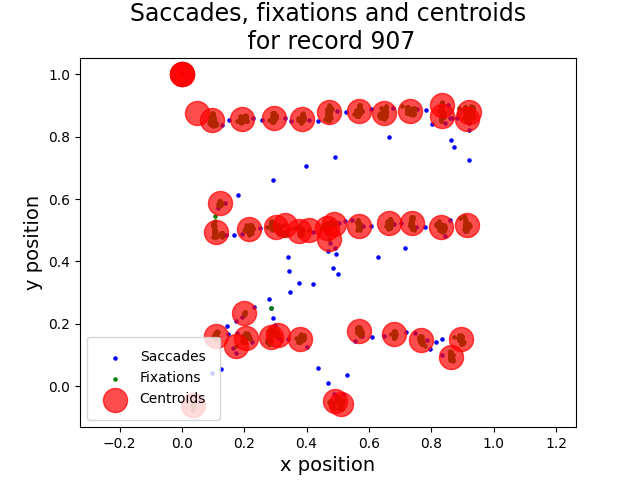 Saccades, fixations and centroids
for record 907
1.0
0.8
0.6
0.4
0.2
0.0
y position
Saccades
Fixations
Centroids
−0.2
0.0
0.2
0.4
0.6
0.8
1.0
1.2
x position